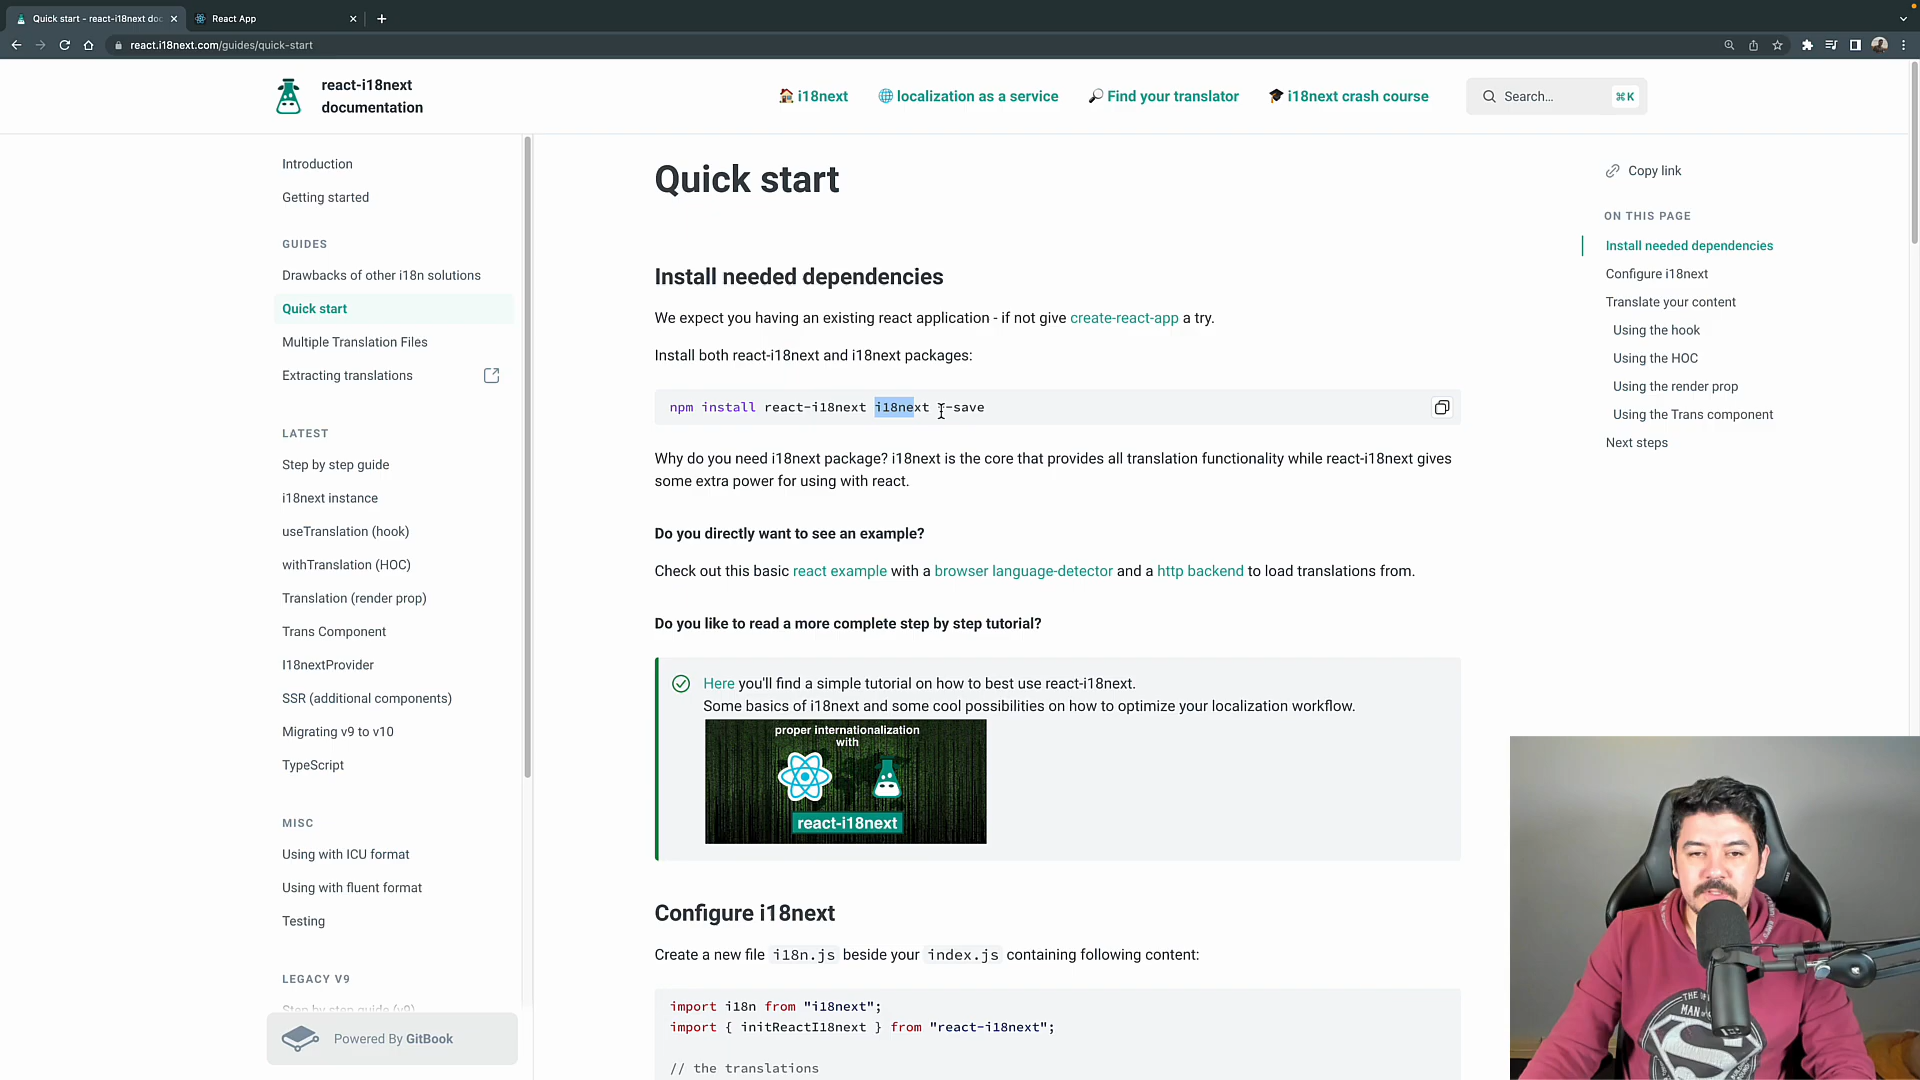 Quick start - react-i18next doc
React App
react.i18next.com/guides/quick-start
react-i18next
documentation
i18next
localization as a service
Find your translator
i18next crash course
Search...
⌘K
Introduction
Getting started
GUIDES
Drawbacks of other i18n solutions
Quick start
Multiple Translation Files
Extracting translations
LATEST
Step by step guide
i18next instance
useTranslation (hook)
withTranslation (HOC)
Translation (render prop)
Trans Component
I18nextProvider
SSR (additional components)
Migrating v9 to v10
TypeScript
MISC
Using with ICU format
Using with fluent format
Testing
LEGACY V9
Step by step guide (v9)
Powered By GitBook
Quick start
Install needed dependencies
We expect you having an existing react application - if not give create-react-app a try.
Install both react-i18next and i18next packages:
npm install react-i18next i18next --save
Why do you need i18next package? i18next is the core that provides all translation functionality while react-i18next gives
some extra power for using with react.
Do you directly want to see an example?
Check out this basic react example with a browser language-detector and a http backend to load translations from.
Do you like to read a more complete step by step tutorial?
Here you'll find a simple tutorial on how to best use react-i18next.
Some basics of i18next and some cool possibilities on how to optimize your localization workflow.
proper internationalization
with
react-i18next
Configure i18next
Create a new file i18n.js beside your index.js containing following content:
import i18n from "i18next";
import { initReactI18next } from "react-i18next";
// the translations
Copy link
ON THIS PAGE
Install needed dependencies
Configure i18next
Translate your content
Using the hook
Using the HOC
Using the render prop
Using the Trans component
Next steps
THE
MAN OF